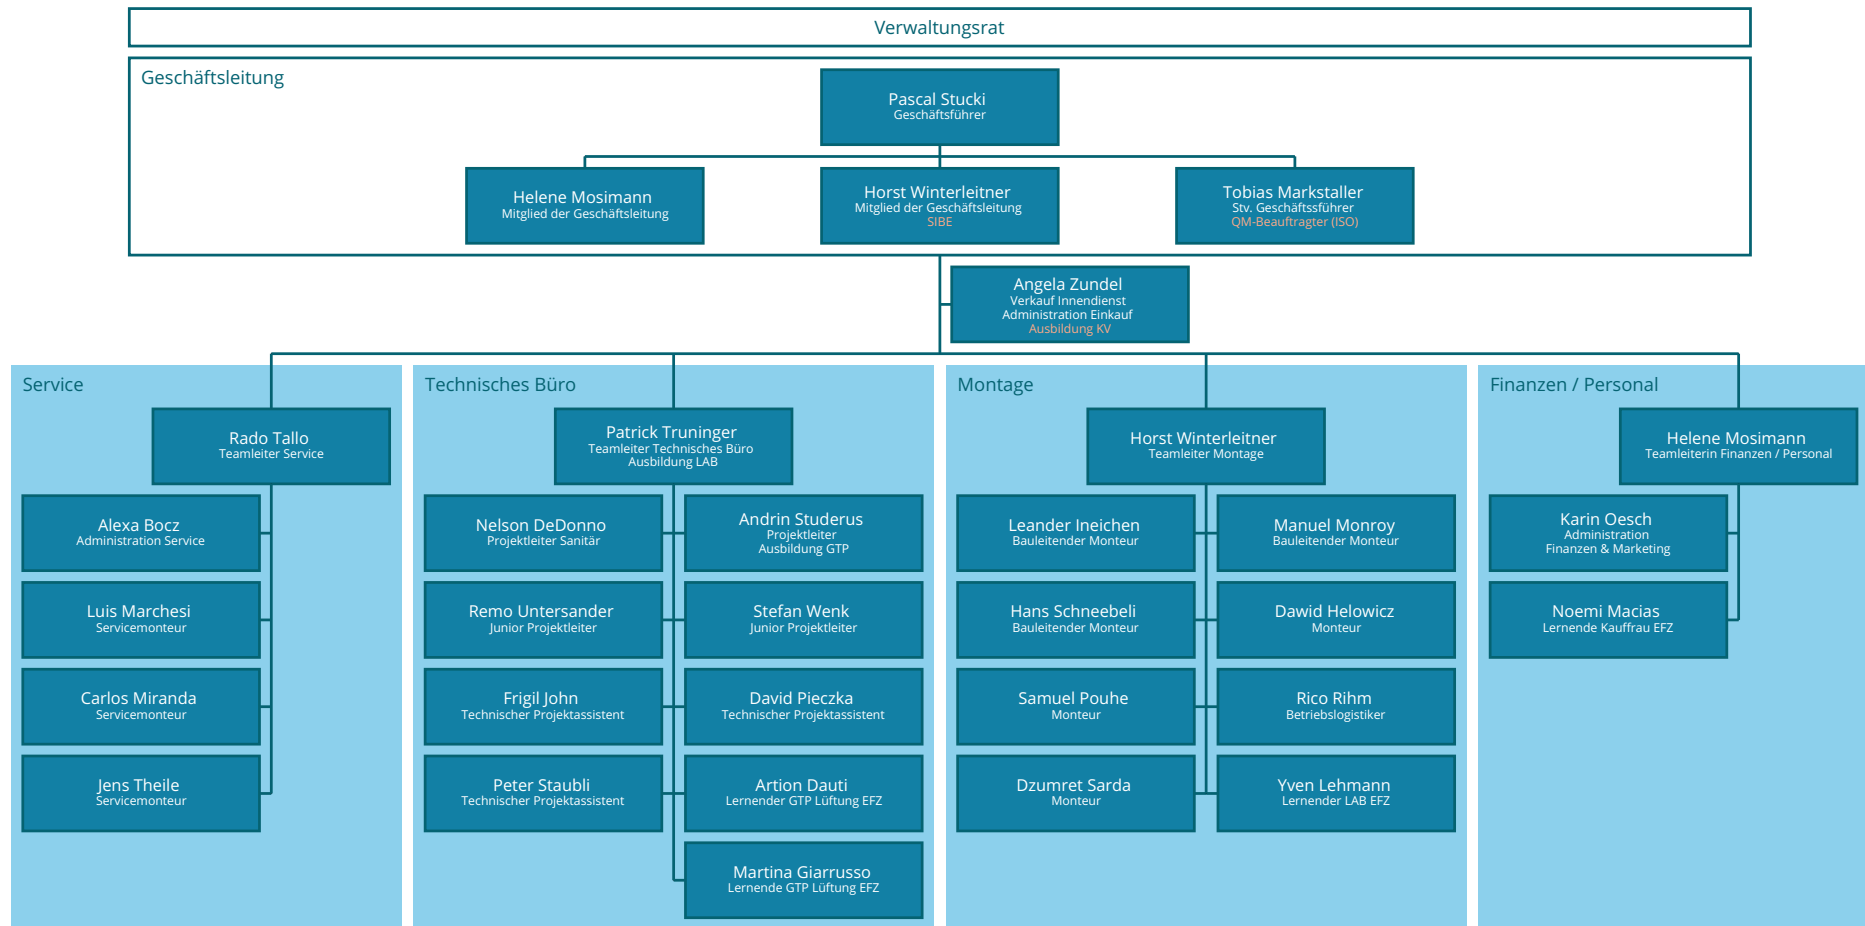 Verwaltungsrat
Geschäftsleitung
Pascal Stucki
Geschäftsführer
Helene Mosimann
Mitglied der Geschäftsleitung
Horst Winterleitner
Mitglied der Geschäftsleitung
SIBE
Tobias Markstaller
Stv. Geschäftssführer
QM-Beauftragter (ISO)
Angela Zundel
Verkauf Innendienst
Administration Einkauf
Ausbildung KV
Service
Rado Tallo
Teamleiter Service
Alexa Bocz
Administration Service
Luis Marchesi
Servicemonteur
Carlos Miranda
Servicemonteur
Jens Theile
Servicemonteur
Technisches Büro
Patrick Truninger
Teamleiter Technisches Büro
Ausbildung LAB
Nelson DeDonno
Projektleiter Sanitär
Andrin Studerus
Projektleiter
Ausbildung GTP
Remo Untersander
Junior Projektleiter
Stefan Wenk
Junior Projektleiter
Frigil John
Technischer Projektassistent
David Pieczka
Technischer Projektassistent
Peter Staubli
Technischer Projektassistent
Artion Dauti
Lernender GTP Lüftung EFZ
Martina Giarrusso
Lernende GTP Lüftung EFZ
Montage
Horst Winterleitner
Teamleiter Montage
Leander Ineichen
Bauleitender Monteur
Manuel Monroy
Bauleitender Monteur
Hans Schneebeli
Bauleitender Monteur
Dawid Helowicz
Monteur
Samuel Pouhe
Monteur
Rico Rihm
Betriebslogistiker
Dzumret Sarda
Monteur
Yven Lehmann
Lernender LAB EFZ
Finanzen / Personal
Helene Mosimann
Teamleiterin Finanzen / Personal
Karin Oesch
Administration
Finanzen & Marketing
Noemi Macias
Lernende Kauffrau EFZ